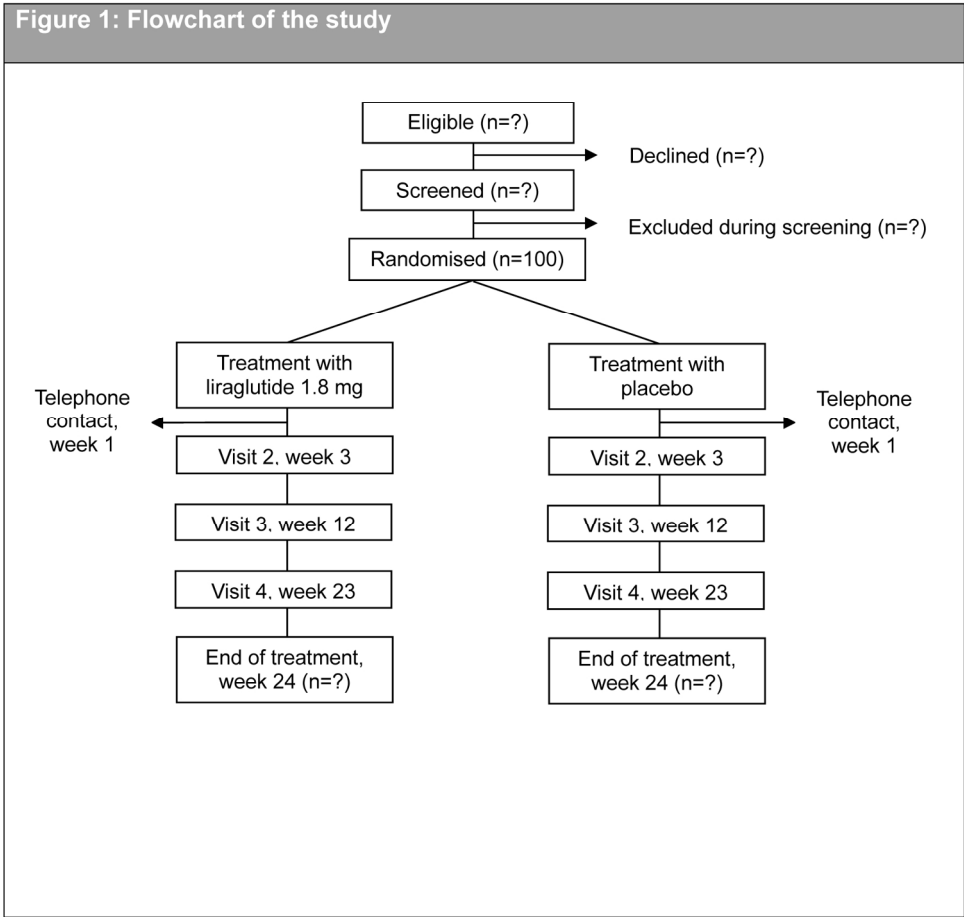 Figure 1: Flowchart of the study
Eligible (n=?)
Declined (n=?)
Screened (n=?)
Excluded during screening (n=?)
Randomised (n=100)
Treatment with
liraglutide 1.8 mg
Telephone
contact,
week 1
Visit 2, week 3
Visit 3, week 12
Visit 4, week 23
End of treatment,
week 24 (n=?)
Treatment with
placebo
Telephone
contact,
week 1
Visit 2, week 3
Visit 3, week 12
Visit 4, week 23
End of treatment,
week 24 (n=?)